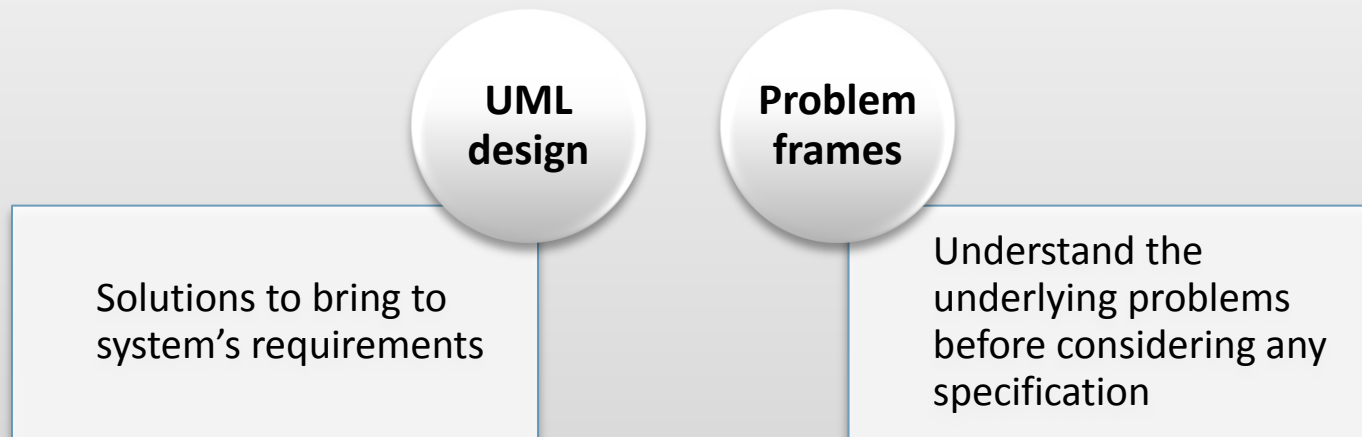 UML
design
Solutions to bring to
system’s requirements
Problem
frames
Understand the
underlying problems
before considering any
specification